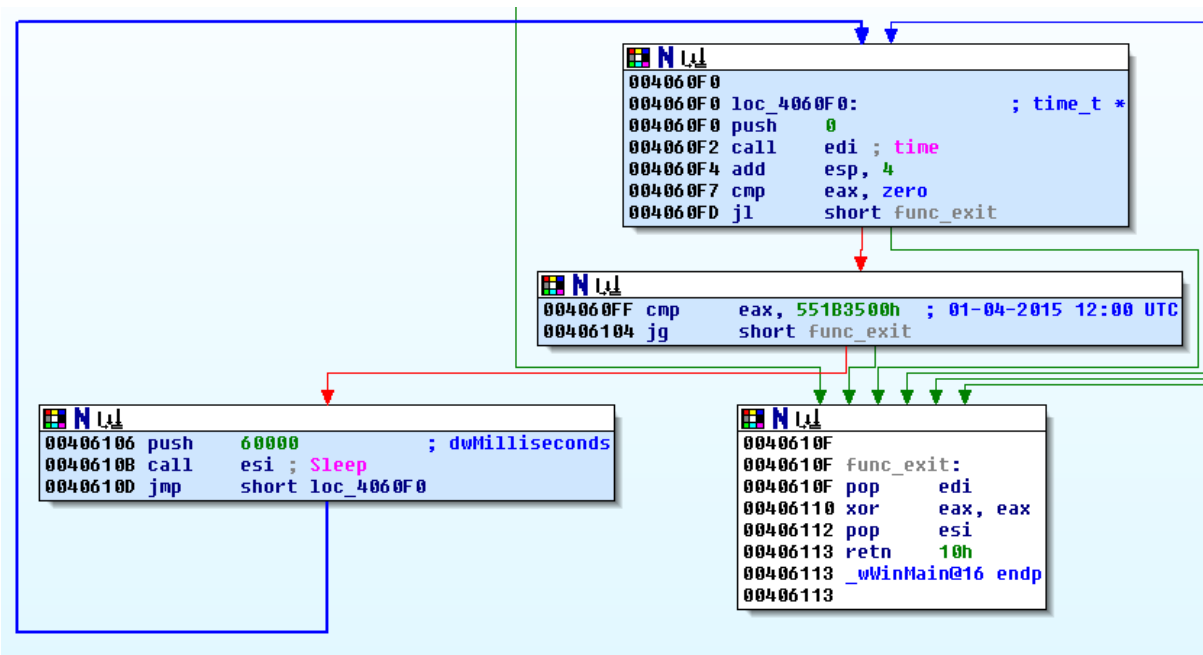 004060F0
004060F0 loc_4060F0: ; time_t *
004060F0 push 0
004060F2 call edi ; time
004060F4 add esp, 4
004060F7 cmp eax, zero
004060FD jl short func_exit
004060FF cmp eax, 551B3500h ; 01-04-2015 12:00 UTC
00406104 jg short func_exit
00406106 push 60000 ; dwMilliseconds
0040610B call esi ; Sleep
0040610D jmp short loc_4060F0
0040610F
0040610F func_exit:
0040610F pop edi
00406110 xor eax, eax
00406112 pop esi
00406113 retn 10h
00406113 _wWinMain@16 endp
00406113